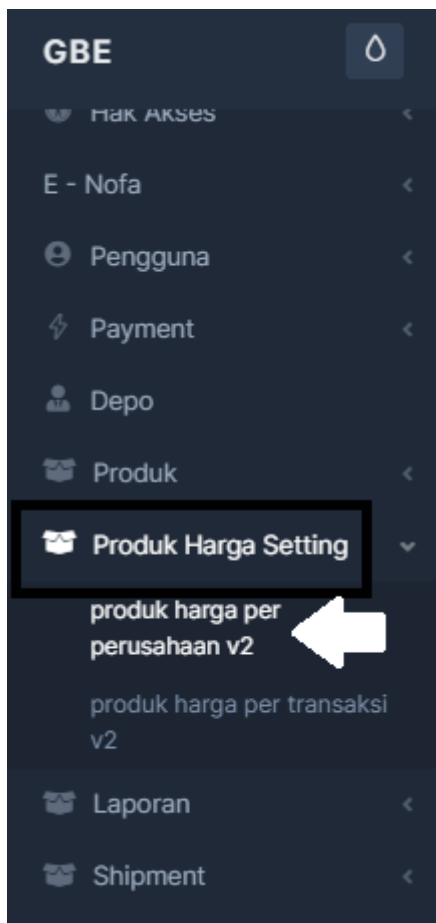 GBE
Hak Akses
E - Nofa
Pengguna
Payment
Depo
Produk
Produk Harga Setting
produk harga per
perusahaan v2
produk harga per transaksi
v2
Laporan
Shipment